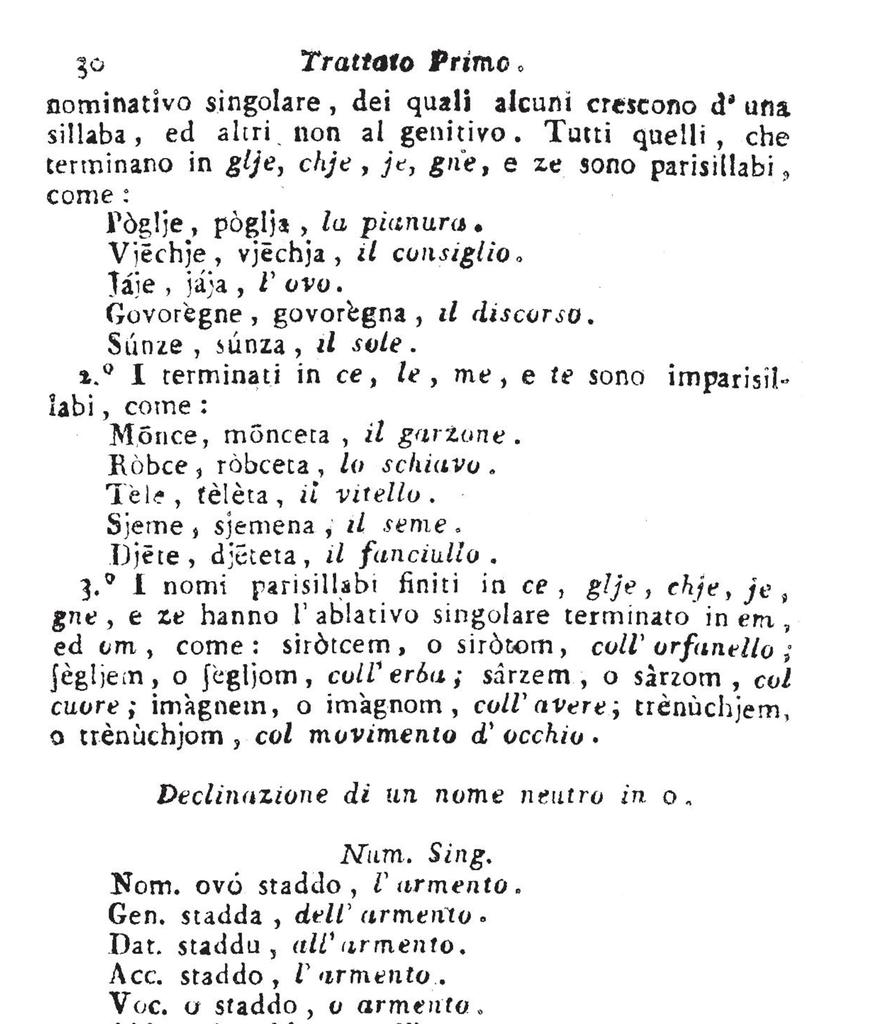 30 Trattato Primo.
nominativo singolare, dei quali alcuni crescono d'una
sillaba, ed altri non al genitivo. Tutti quelli, che
terminano in glje, chje, je, gne, e ze sono parisillabi,
come:
Pòglje, pòglja, la pianura.
Vjēchje, vjēchja, il consiglio.
Jáje, jája, l'ovo.
Govorègne, govorègna, il discorso.
Súnze, súnza, il sole.
2.º I terminati in ce, le, me, e te sono imparisil-
labi, come:
Mōnce, mōnceta, il garzone.
Ròbce, ròbceta, lo schiavo.
Tèle, tèlèta, il vitello.
Sjeme, sjemena, il seme.
Djēte, djēteta, il fanciullo.
3.º I nomi parisillabi finiti in ce, glje, chje, je,
gne, e ze hanno l'ablativo singolare terminato in em,
ed om, come: siròtcem, o siròtom, coll'orfanello;
ſègljem, o ſegljom, coll'erba; sârzem, o sàrzom, col
cuore; imàgnem, o imàgnom, coll'avere; trènùchjem,
o trènùchjom, col movimento d'occhio.
Declinazione di un nome neutro in o.
Num. Sing.
Nom. ovó staddo, l'armento.
Gen. stadda, dell'armento.
Dat. staddu, all'armento.
Acc. staddo, l'armento.
Voc. o staddo, o armento.